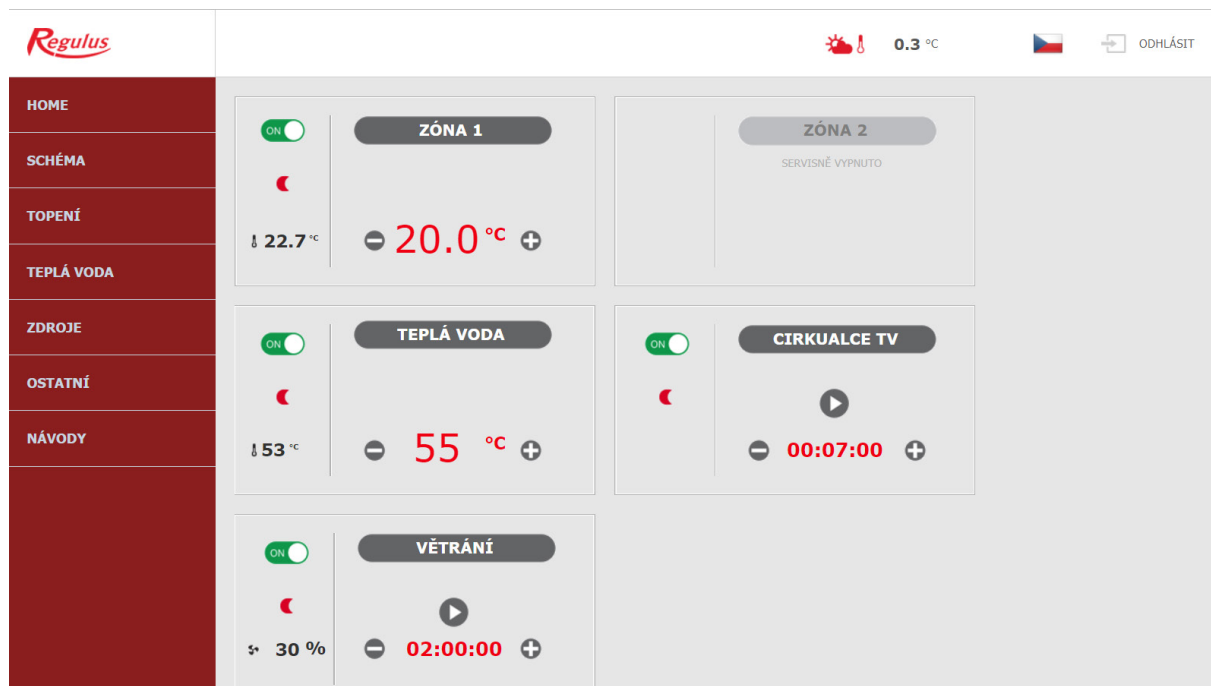 Regulus
0.3 °C
ODHLÁSIT
HOME
SCHÉMA
TOPENÍ
TEPLÁ VODA
ZDROJE
OSTATNÍ
NÁVODY
ON
ZÓNA 1
22.7 °C
20.0 °C
ZÓNA 2
SERVISNĚ VYPNUTO
ON
TEPLÁ VODA
53 °C
55 °C
ON
CIRKUALCE TV
00:07:00
ON
VĚTRÁNÍ
30 %
02:00:00